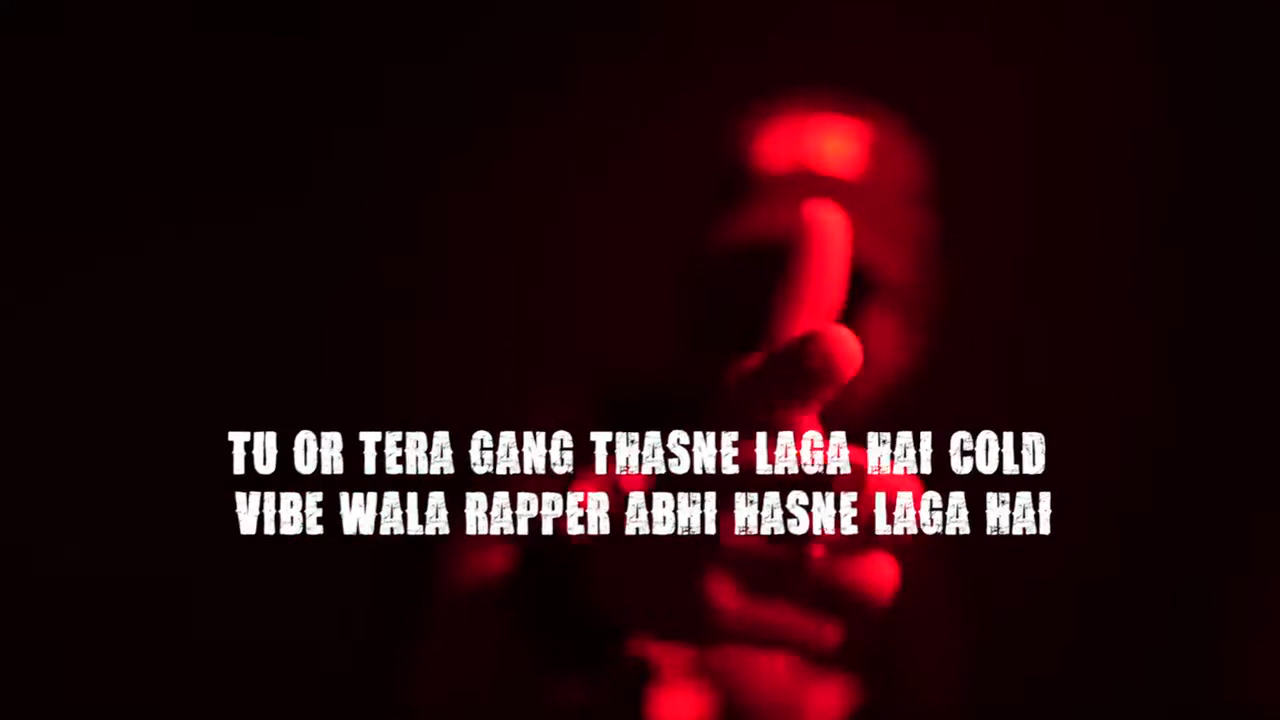 TU OR TERA GANG THASNE LAGA HAI COLD
VIBE WALA RAPPER ABHI HASNE LAGA HAI